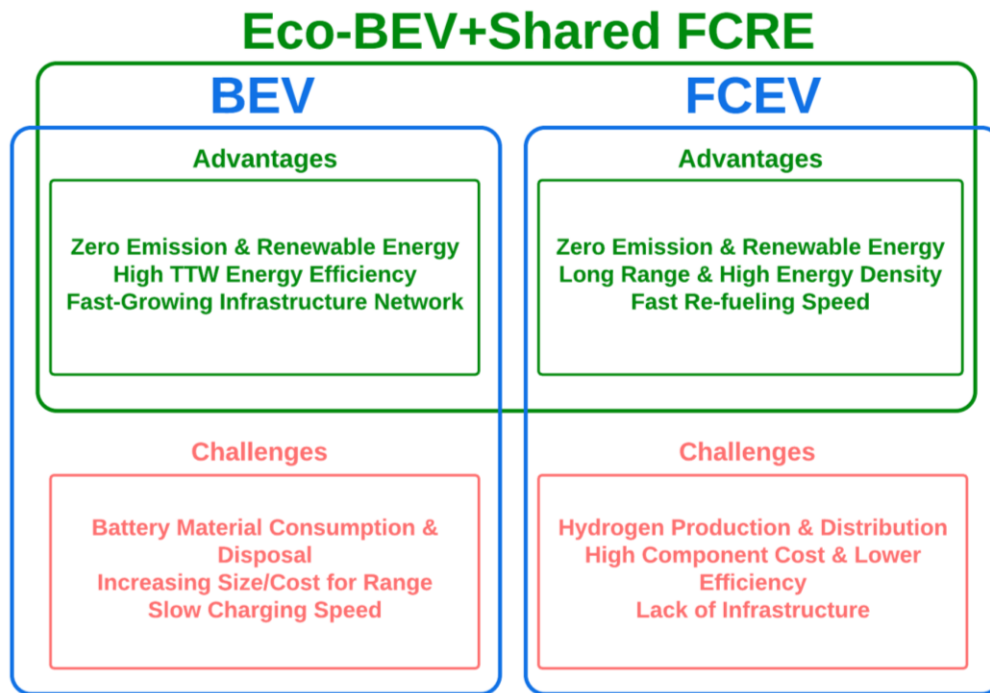 Eco-BEV+Shared FCRE
BEV
Advantages
Zero Emission & Renewable Energy
High TTW Energy Efficiency
Fast-Growing Infrastructure Network
Challenges
Battery Material Consumption &
Disposal
Increasing Size/Cost for Range
Slow Charging Speed
FCEV
Advantages
Zero Emission & Renewable Energy
Long Range & High Energy Density
Fast Re-fueling Speed
Challenges
Hydrogen Production & Distribution
High Component Cost & Lower
Efficiency
Lack of Infrastructure